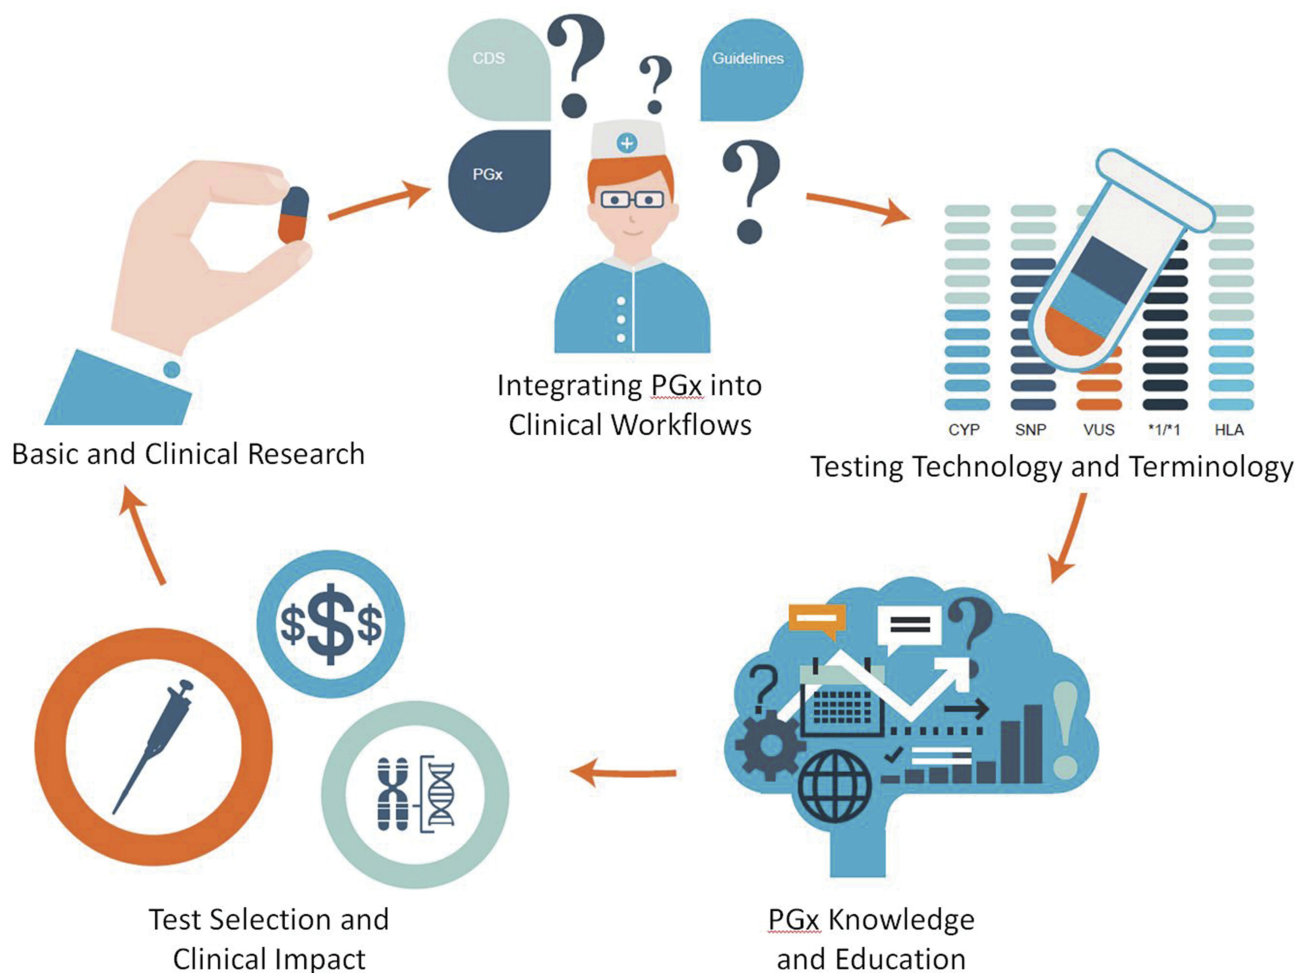 CDS
Guidelines
PGx
Integrating PGx into
Clinical Workflows
Basic and Clinical Research
CYP SNP VUS *1/*1 HLA
Testing Technology and Terminology
$$$
Test Selection and
Clinical Impact
PGx Knowledge
and Education